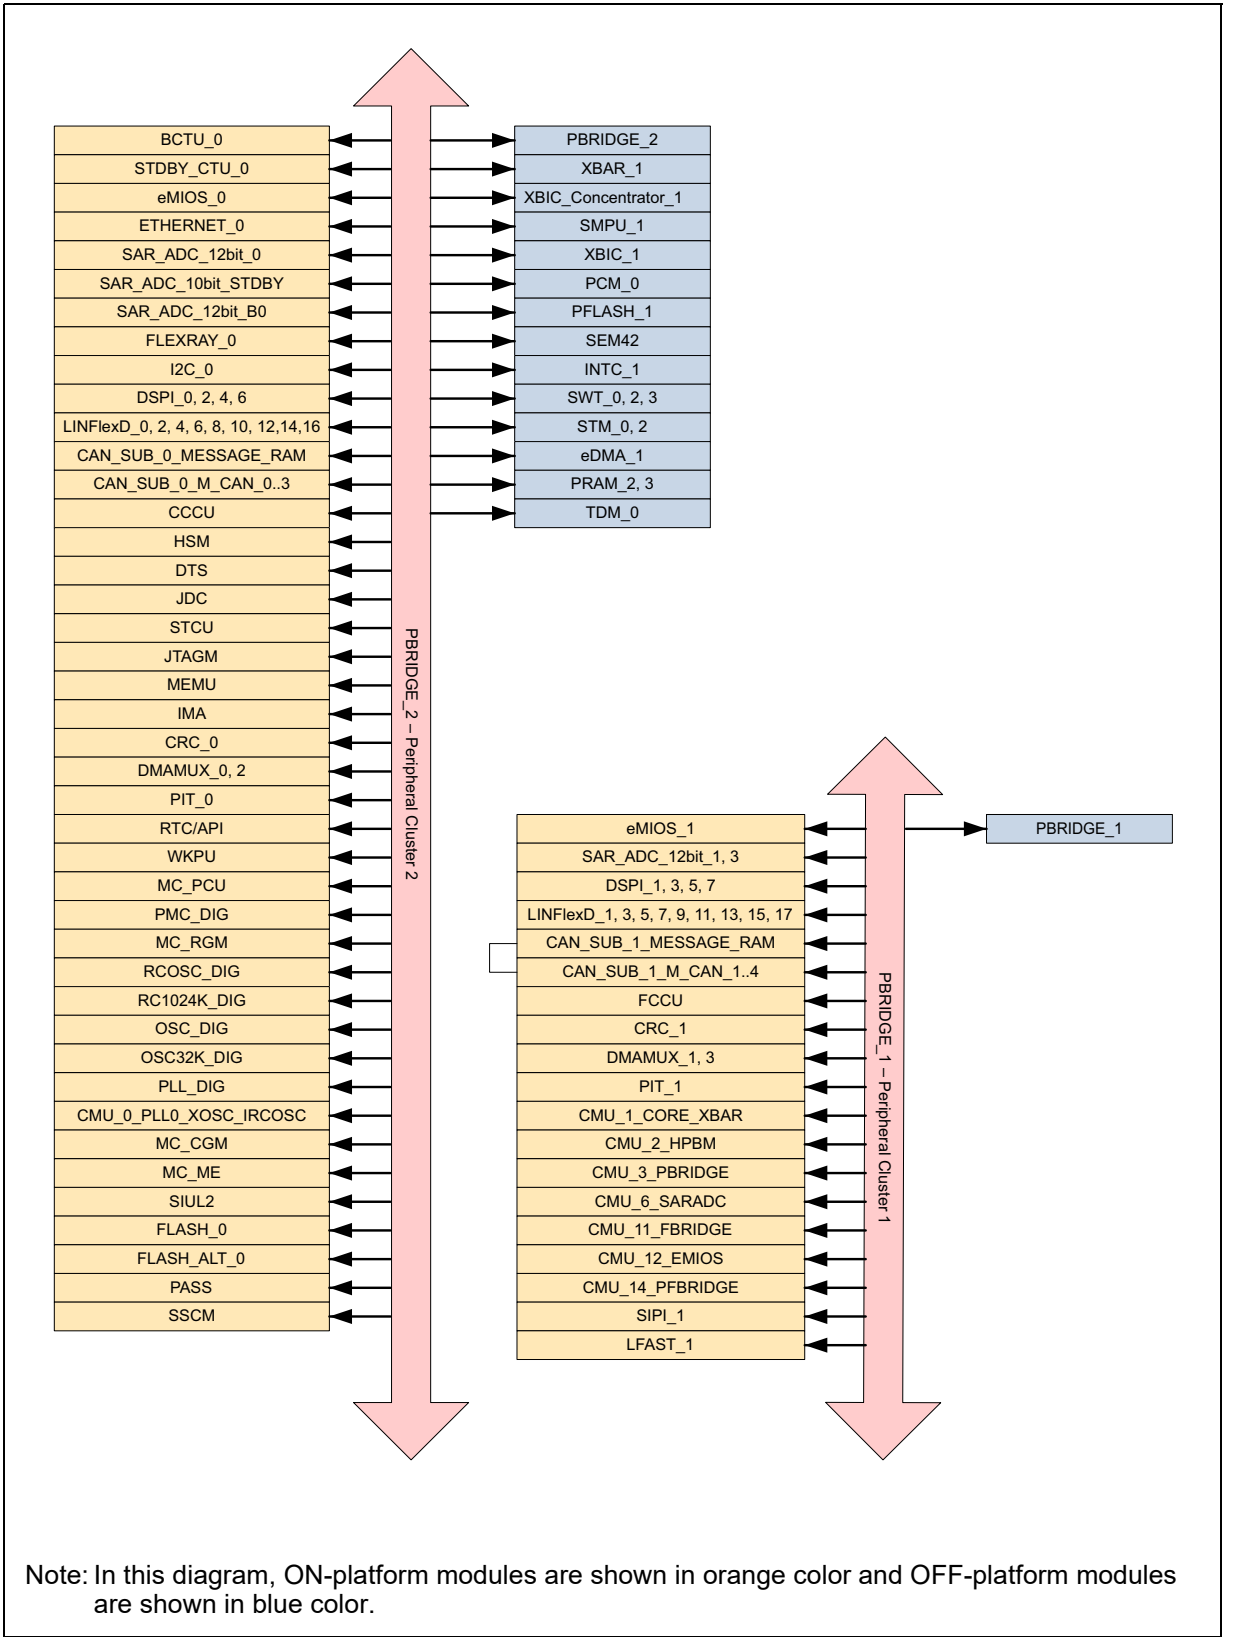 BCTU_0
STDBY_CTU_0
eMIOS_0
ETHERNET_0
SAR_ADC_12bit_0
SAR_ADC_10bit_STDBY
SAR_ADC_12bit_B0
FLEXRAY_0
I2C_0
DSPI_0, 2, 4, 6
LINFlexD_0, 2, 4, 6, 8, 10, 12,14,16
CAN_SUB_0_MESSAGE_RAM
CAN_SUB_0_M_CAN_0..3
CCCU
HSM
DTS
JDC
STCU
JTAGM
MEMU
IMA
CRC_0
DMAMUX_0, 2
PIT_0
RTC/API
WKPU
MC_PCU
PMC_DIG
MC_RGM
RCOSC_DIG
RC1024K_DIG
OSC_DIG
OSC32K_DIG
PLL_DIG
CMU_0_PLL0_XOSC_IRCOSC
MC_CGM
MC_ME
SIUL2
FLASH_0
FLASH_ALT_0
PASS
SSCM
PBRIDGE_2 – Peripheral Cluster 2
PBRIDGE_2
XBAR_1
XBIC_Concentrator_1
SMPU_1
XBIC_1
PCM_0
PFLASH_1
SEM42
INTC_1
SWT_0, 2, 3
STM_0, 2
eDMA_1
PRAM_2, 3
TDM_0
eMIOS_1
SAR_ADC_12bit_1, 3
DSPI_1, 3, 5, 7
LINFlexD_1, 3, 5, 7, 9, 11, 13, 15, 17
CAN_SUB_1_MESSAGE_RAM
CAN_SUB_1_M_CAN_1..4
FCCU
CRC_1
DMAMUX_1, 3
PIT_1
CMU_1_CORE_XBAR
CMU_2_HPBM
CMU_3_PBRIDGE
CMU_6_SARADC
CMU_11_FBRIDGE
CMU_12_EMIOS
CMU_14_PFBRIDGE
SIPI_1
LFAST_1
PBRIDGE_1 – Peripheral Cluster 1
PBRIDGE_1
Note: In this diagram, ON-platform modules are shown in orange color and OFF-platform modules
are shown in blue color.